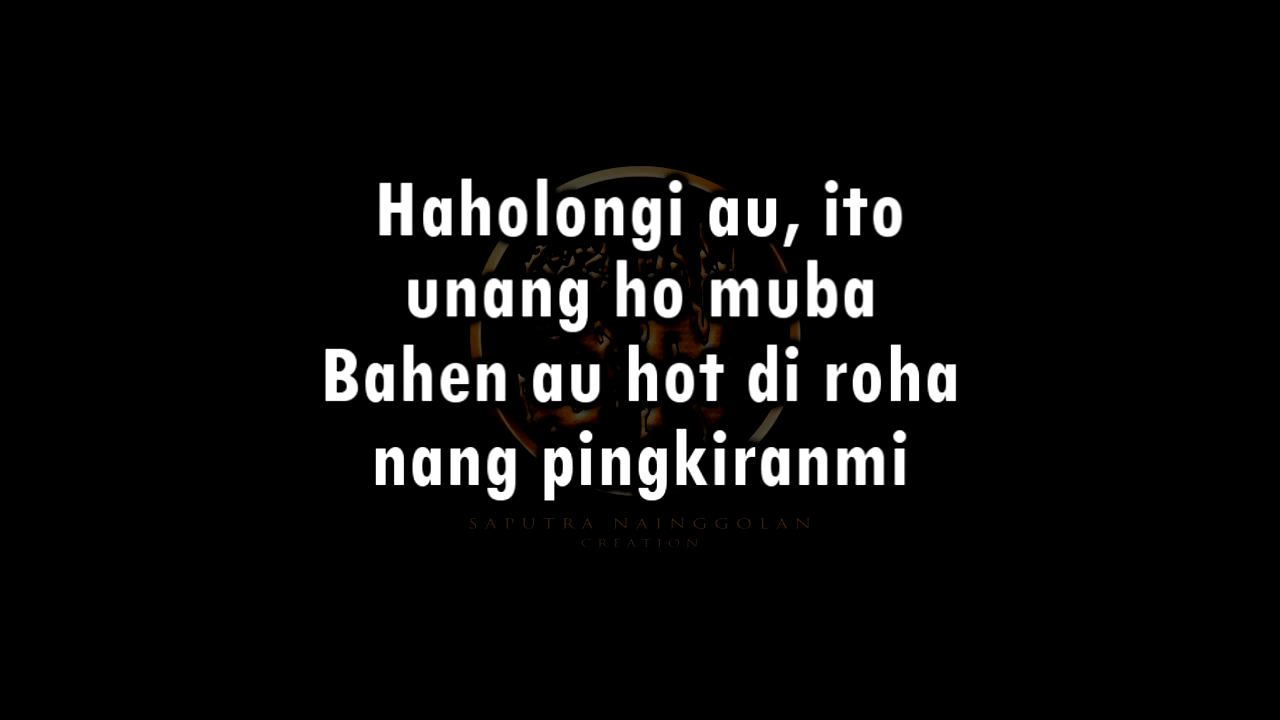 Haholongi au, ito
unang ho muba
Bahen au hot di roha
nang pingkiranmi
SAPUTRA NAINGGOLAN
CREATION